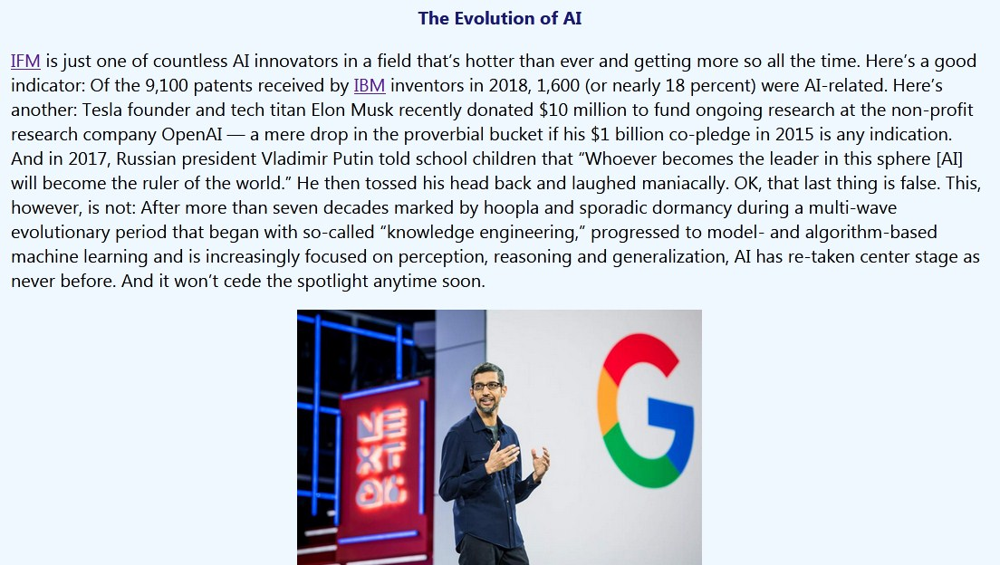 The Evolution of AI
IFM is just one of countless AI innovators in a field that’s hotter than ever and getting more so all the time. Here’s a good
indicator: Of the 9,100 patents received by IBM inventors in 2018, 1,600 (or nearly 18 percent) were AI-related. Here’s
another: Tesla founder and tech titan Elon Musk recently donated $10 million to fund ongoing research at the non-profit
research company OpenAI — a mere drop in the proverbial bucket if his $1 billion co-pledge in 2015 is any indication.
And in 2017, Russian president Vladimir Putin told school children that “Whoever becomes the leader in this sphere [AI]
will become the ruler of the world.” He then tossed his head back and laughed maniacally. OK, that last thing is false. This,
however, is not: After more than seven decades marked by hoopla and sporadic dormancy during a multi-wave
evolutionary period that began with so-called “knowledge engineering,” progressed to model- and algorithm-based
machine learning and is increasingly focused on perception, reasoning and generalization, AI has re-taken center stage as
never before. And it won’t cede the spotlight anytime soon.
NE
XT
G